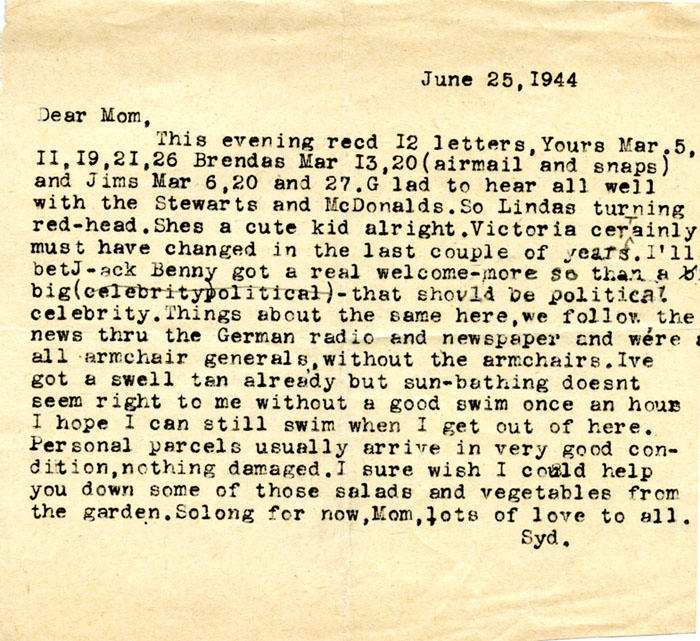 June 25,1944
Dear Mom,
This evening recd I2 letters,Yours Mar.5,
II,I9,2I,26 Brendas Mar I3,20(airmail and snaps)
and Jims Mar 6,20 and 27.G lad to hear all well
with the Stewarts and McDonalds.So Lindas turning
red-head.Shes a cute kid alright.Victoria certainly
must have changed in the last couple of years.I'll
betJ-ack Benny got a real welcome-more so than a
big(celebritypolitical)-that should be political
celebrity.Things about the same here,we follow the
news thru the German radio and newspaper and were a
all armchair generals,without the armchairs.Ive
got a swell tan already but sun-bathing doesnt
seem right to me without a good swim once an hour
I hope I can still swim when I get out of here.
Personal parcels usually arrive in very good con-
dition,nothing damaged.I sure wish I could help
you down some of those salads and vegetables from
the garden.Solong for now,Mom,lots of love to all.
Syd.